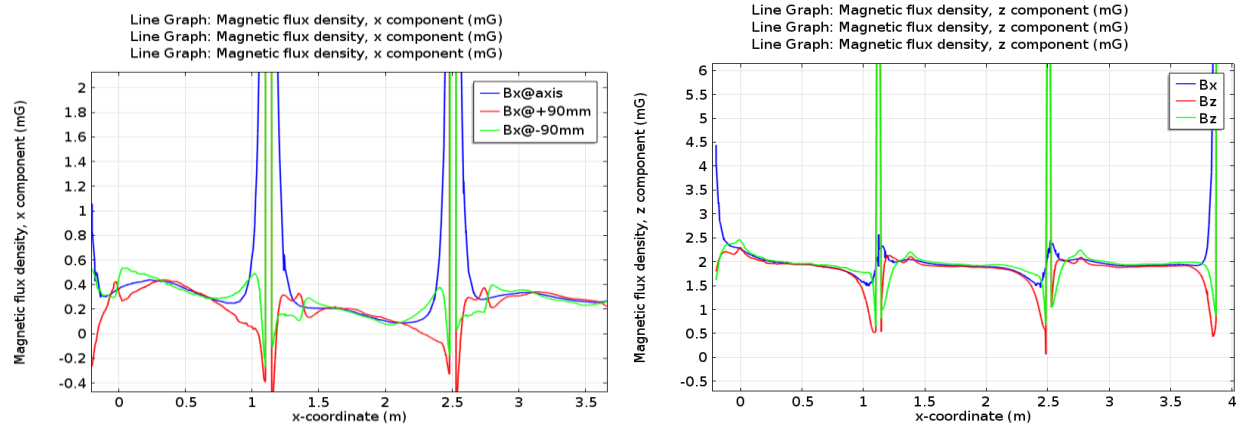 Line Graph: Magnetic flux density, x component (mG)
Line Graph: Magnetic flux density, x component (mG)
Line Graph: Magnetic flux density, x component (mG)
Magnetic flux density, x component (mG)
2
1.8
1.6
1.4
1.2
1
0.8
0.6
0.4
0.2
0
-0.2
-0.4
Bx@axis
Bx@+90mm
Bx@-90mm
0
0.5
1
1.5
2
2.5
3
3.5
x-coordinate (m)
Line Graph: Magnetic flux density, z component (mG)
Line Graph: Magnetic flux density, z component (mG)
Line Graph: Magnetic flux density, z component (mG)
Magnetic flux density, z component (mG)
6
5.5
5
4.5
4
3.5
3
2.5
2
1.5
1
0.5
0
-0.5
Bx
Bz
Bz
0
0.5
1
1.5
2
2.5
3
3.5
4
x-coordinate (m)